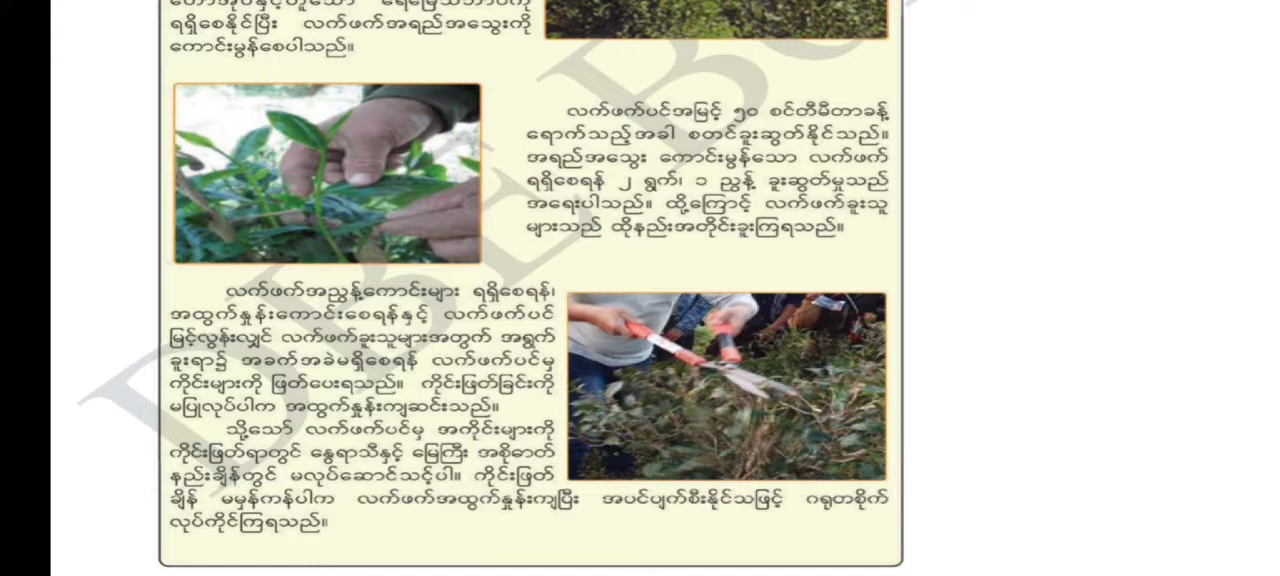 ရရှိစေနိုင်ပြီး လက်ဖက်အရည်အသွေးကို
ကောင်းမွန်စေပါသည်။
လက်ဖက်ပင်အမြင့် ၅၀ စင်တီမီတာခန့်
ရောက်သည့်အခါ စတင်ခူးဆွတ်နိုင်သည်။
အရည်အသွေး ကောင်းမွန်သော လက်ဖက်
ရရှိစေရန် ၂ ရွက်၊ ၁ ညွန့် ခူးဆွတ်မှုသည်
အရေးပါသည်။ ထို့ကြောင့် လက်ဖက်ခူးသူ
များသည် ထိုနည်းအတိုင်းခူးကြရသည်။
လက်ဖက်အညွန့်ကောင်းများ ရရှိစေရန်၊
အထွက်နှုန်းကောင်းစေရန်နှင့် လက်ဖက်ပင်
မြင့်လွန်းလျှင် လက်ဖက်ခူးသူများအတွက် အရွက်
ခူးရာ၌ အခက်အခဲမရှိစေရန် လက်ဖက်ပင်မှ
ကိုင်းများကို ဖြတ်ပေးရသည်။ ကိုင်းဖြတ်ခြင်းကို
မပြုလုပ်ပါက အထွက်နှုန်းကျဆင်းသည်။
သို့သော် လက်ဖက်ပင်မှ အကိုင်းများကို
ကိုင်းဖြတ်ရာတွင် နွေရာသီနှင့် မြေကြီး အစိုဓာတ်
နည်းချိန်တွင် မလုပ်ဆောင်သင့်ပါ။ ကိုင်းဖြတ်
ချိန် မမှန်ကန်ပါက လက်ဖက်အထွက်နှုန်းကျပြီး အပင်ပျက်စီးနိုင်သဖြင့် ဂရုတစိုက်
လုပ်ကိုင်ကြရသည်။
DBE